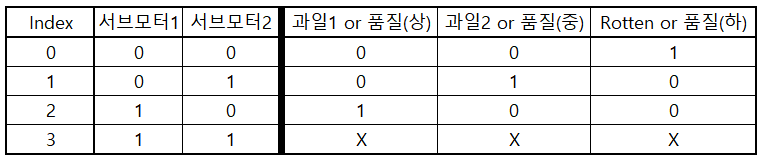 Index 서브모터1 서브모터2 과일1 or 품질(상) 과일2 or 품질(중) Rotten or 품질(하)
0 0 0 0 0 1
1 0 1 0 1 0
2 1 0 1 0 0
3 1 1 X X X